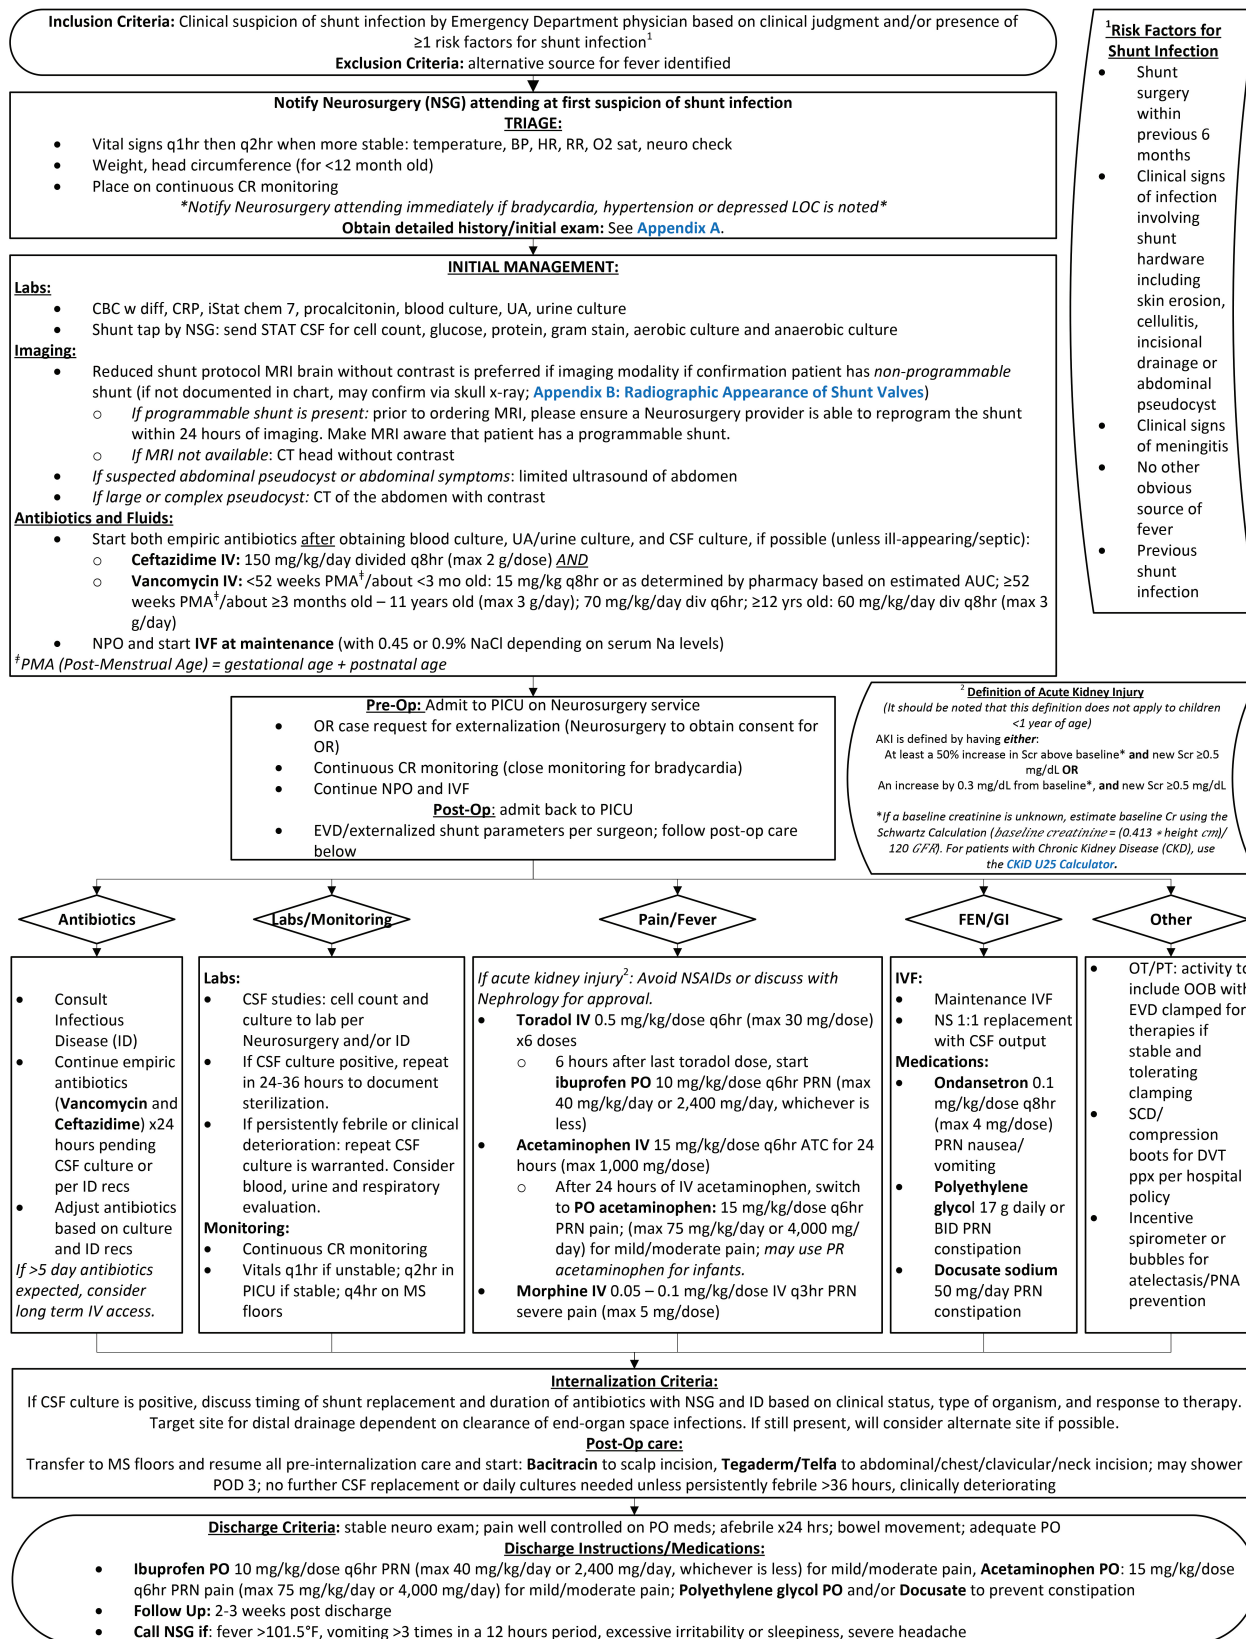 Inclusion Criteria: Clinical suspicion of shunt infection by Emergency Department physician based on clinical judgment and/or presence of
≥1 risk factors for shunt infection1
Exclusion Criteria: alternative source for fever identified
1Risk Factors for
Shunt Infection
• Shunt
surgery
within
previous 6
months
• Clinical signs
of infection
involving
shunt
hardware
including
skin erosion,
cellulitis,
incisional
drainage or
abdominal
pseudocyst
• Clinical signs
of meningitis
• No other
obvious
source of
fever
• Previous
shunt
infection
Notify Neurosurgery (NSG) attending at first suspicion of shunt infection
TRIAGE:
• Vital signs q1hr then q2hr when more stable: temperature, BP, HR, RR, O2 sat, neuro check
• Weight, head circumference (for <12 month old)
• Place on continuous CR monitoring
*Notify Neurosurgery attending immediately if bradycardia, hypertension or depressed LOC is noted*
Obtain detailed history/initial exam: See Appendix A.
INITIAL MANAGEMENT:
Labs:
• CBC w diff, CRP, iStat chem 7, procalcitonin, blood culture, UA, urine culture
• Shunt tap by NSG: send STAT CSF for cell count, glucose, protein, gram stain, aerobic culture and anaerobic culture
Imaging:
• Reduced shunt protocol MRI brain without contrast is preferred if imaging modality if confirmation patient has non-programmable
shunt (if not documented in chart, may confirm via skull x-ray; Appendix B: Radiographic Appearance of Shunt Valves)
o If programmable shunt is present: prior to ordering MRI, please ensure a Neurosurgery provider is able to reprogram the shunt
within 24 hours of imaging. Make MRI aware that patient has a programmable shunt.
o If MRI not available: CT head without contrast
• If suspected abdominal pseudocyst or abdominal symptoms: limited ultrasound of abdomen
• If large or complex pseudocyst: CT of the abdomen with contrast
Antibiotics and Fluids:
• Start both empiric antibiotics after obtaining blood culture, UA/urine culture, and CSF culture, if possible (unless ill-appearing/septic):
o Ceftazidime IV: 150 mg/kg/day divided q8hr (max 2 g/dose) AND
o Vancomycin IV: <52 weeks PMA‡/about <3 mo old: 15 mg/kg q8hr or as determined by pharmacy based on estimated AUC; ≥52
weeks PMA‡/about ≥3 months old – 11 years old (max 3 g/day); 70 mg/kg/day div q6hr; ≥12 yrs old: 60 mg/kg/day div q8hr (max 3
g/day)
• NPO and start IVF at maintenance (with 0.45 or 0.9% NaCl depending on serum Na levels)
‡PMA (Post-Menstrual Age) = gestational age + postnatal age
Pre-Op: Admit to PICU on Neurosurgery service
• OR case request for externalization (Neurosurgery to obtain consent for
OR)
• Continuous CR monitoring (close monitoring for bradycardia)
• Continue NPO and IVF
Post-Op: admit back to PICU
• EVD/externalized shunt parameters per surgeon; follow post-op care
below
2 Definition of Acute Kidney Injury
(It should be noted that this definition does not apply to children
<1 year of age)
AKI is defined by having either:
At least a 50% increase in Scr above baseline* and new Scr ≥0.5
mg/dL OR
An increase by 0.3 mg/dL from baseline*, and new Scr ≥0.5 mg/dL
*If a baseline creatinine is unknown, estimate baseline Cr using the
Schwartz Calculation (baseline creatinine = (0.413 * height cm)/
120 GFR). For patients with Chronic Kidney Disease (CKD), use
the CKiD U25 Calculator.
Antibiotics
• Consult
Infectious
Disease (ID)
• Continue empiric
antibiotics
(Vancomycin and
Ceftazidime) x24
hours pending
CSF culture or
per ID recs
• Adjust antibiotics
based on culture
and ID recs
If >5 day antibiotics
expected, consider
long term IV access.
Labs/Monitoring
Labs:
• CSF studies: cell count and
culture to lab per
Neurosurgery and/or ID
• If CSF culture positive, repeat
in 24-36 hours to document
sterilization.
• If persistently febrile or clinical
deterioration: repeat CSF
culture is warranted. Consider
blood, urine and respiratory
evaluation.
Monitoring:
• Continuous CR monitoring
• Vitals q1hr if unstable; q2hr in
PICU if stable; q4hr on MS
floors
Pain/Fever
If acute kidney injury2: Avoid NSAIDs or discuss with
Nephrology for approval.
• Toradol IV 0.5 mg/kg/dose q6hr (max 30 mg/dose)
x6 doses
o 6 hours after last toradol dose, start
ibuprofen PO 10 mg/kg/dose q6hr PRN (max
40 mg/kg/day or 2,400 mg/day, whichever is
less)
• Acetaminophen IV 15 mg/kg/dose q6hr ATC for 24
hours (max 1,000 mg/dose)
o After 24 hours of IV acetaminophen, switch
to PO acetaminophen: 15 mg/kg/dose q6hr
PRN pain; (max 75 mg/kg/day or 4,000 mg/
day) for mild/moderate pain; may use PR
acetaminophen for infants.
• Morphine IV 0.05 – 0.1 mg/kg/dose IV q3hr PRN
severe pain (max 5 mg/dose)
FEN/GI
IVF:
• Maintenance IVF
• NS 1:1 replacement
with CSF output
Medications:
• Ondansetron 0.1
mg/kg/dose q8hr
(max 4 mg/dose)
PRN nausea/
vomiting
• Polyethylene
glycol 17 g daily or
BID PRN
constipation
• Docusate sodium
50 mg/day PRN
constipation
Other
• OT/PT: activity to
include OOB with
EVD clamped for
therapies if
stable and
tolerating
clamping
• SCD/
compression
boots for DVT
ppx per hospital
policy
• Incentive
spirometer or
bubbles for
atelectasis/PNA
prevention
Internalization Criteria:
If CSF culture is positive, discuss timing of shunt replacement and duration of antibiotics with NSG and ID based on clinical status, type of organism, and response to therapy.
Target site for distal drainage dependent on clearance of end-organ space infections. If still present, will consider alternate site if possible.
Post-Op care:
Transfer to MS floors and resume all pre-internalization care and start: Bacitracin to scalp incision, Tegaderm/Telfa to abdominal/chest/clavicular/neck incision; may shower
POD 3; no further CSF replacement or daily cultures needed unless persistently febrile >36 hours, clinically deteriorating
Discharge Criteria: stable neuro exam; pain well controlled on PO meds; afebrile x24 hrs; bowel movement; adequate PO
Discharge Instructions/Medications:
• Ibuprofen PO 10 mg/kg/dose q6hr PRN (max 40 mg/kg/day or 2,400 mg/day, whichever is less) for mild/moderate pain, Acetaminophen PO: 15 mg/kg/dose
q6hr PRN pain (max 75 mg/kg/day or 4,000 mg/day) for mild/moderate pain; Polyethylene glycol PO and/or Docusate to prevent constipation
• Follow Up: 2-3 weeks post discharge
• Call NSG if: fever >101.5°F, vomiting >3 times in a 12 hours period, excessive irritability or sleepiness, severe headache